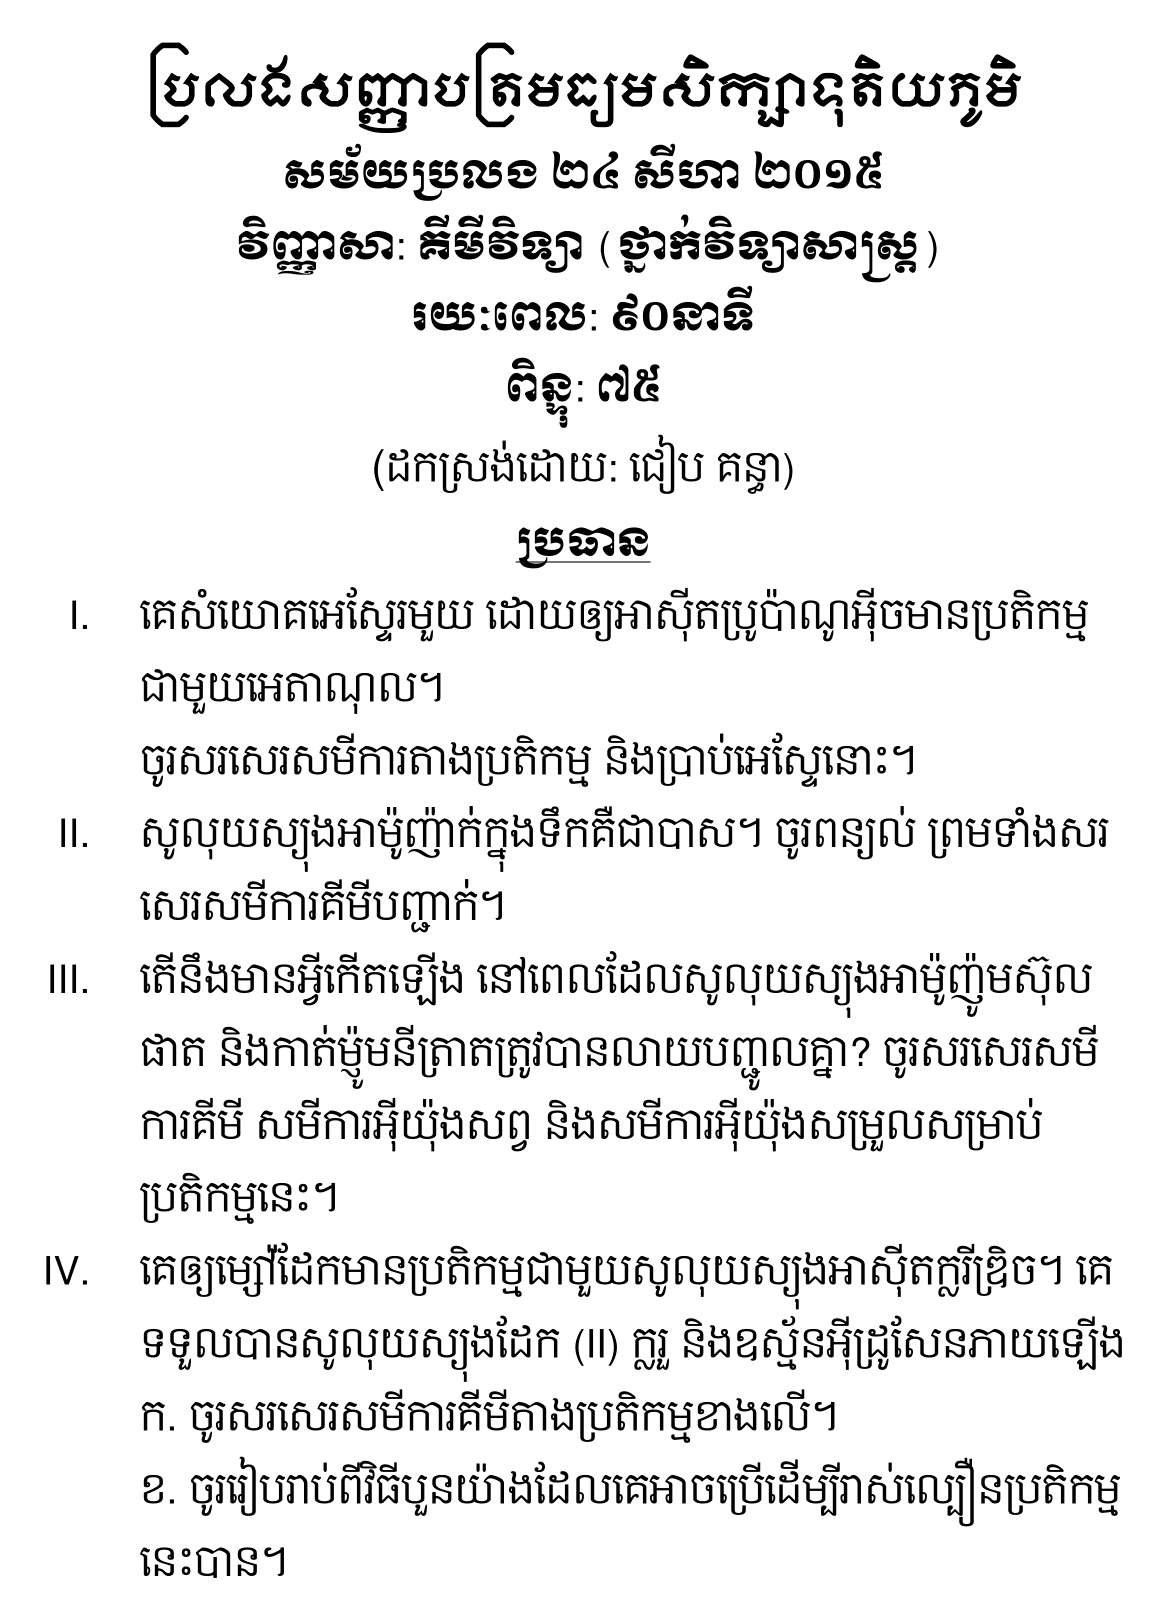 ប្រលងសញ្ញាបត្រមធ្យមសិក្សាទុតិយភូមិ
សម័យប្រលង ២៤ សីហា ២០១៥
វិញ្ញាសា: គីមីវិទ្យា (ថ្នាក់វិទ្យាសាស្ត្រ)
រយៈពេល: ៩០នាទី
ពិន្ទុ: ៧៥
(ដកស្រង់ដោយ: ជៀប គន្ធា)
ប្រធាន
I. គេសំយោគអេស្ទែរមួយ ដោយឲ្យអាស៊ីតប្រូប៉ាណូអ៊ីចមានប្រតិកម្ម
ជាមួយអេតាណុល។
ចូរសរសេរសមីការតាងប្រតិកម្ម និងប្រាប់អេស្ទែនោះ។
II. សូលុយស្យុងអាម៉ូញ៉ាក់ក្នុងទឹកគឺជាបាស។ ចូរពន្យល់ ព្រមទាំងសរ
សេរសមីការគីមីបញ្ជាក់។
III. តើនឹងមានអ្វីកើតឡើង នៅពេលដែលសូលុយស្យុងអាម៉ូញ៉ូមស៊ុល
ផាត និងកាត់ម៉្ញូមនីត្រាតត្រូវបានលាយបញ្ជូលគ្នា? ចូរសរសេរសមី
ការគីមី សមីការអ៊ីយ៉ុងសព្វ និងសមីការអ៊ីយ៉ុងសម្រួលសម្រាប់
ប្រតិកម្មនេះ។
IV. គេឲ្យម្សៅដែកមានប្រតិកម្មជាមួយសូលុយស្យុងអាស៊ីតក្លរីឌ្រិច។ គេ
ទទួលបានសូលុយស្យុងដែក (II) ក្លរួ និងឧស្ម័នអ៊ីដ្រូសែនភាយឡើង
ក. ចូរសរសេរសមីការគីមីតាងប្រតិកម្មខាងលើ។
ខ. ចូររៀបរាប់ពីវិធីបួនយ៉ាងដែលគេអាចប្រើដើម្បីរាស់ល្បឿនប្រតិកម្ម
នេះបាន។